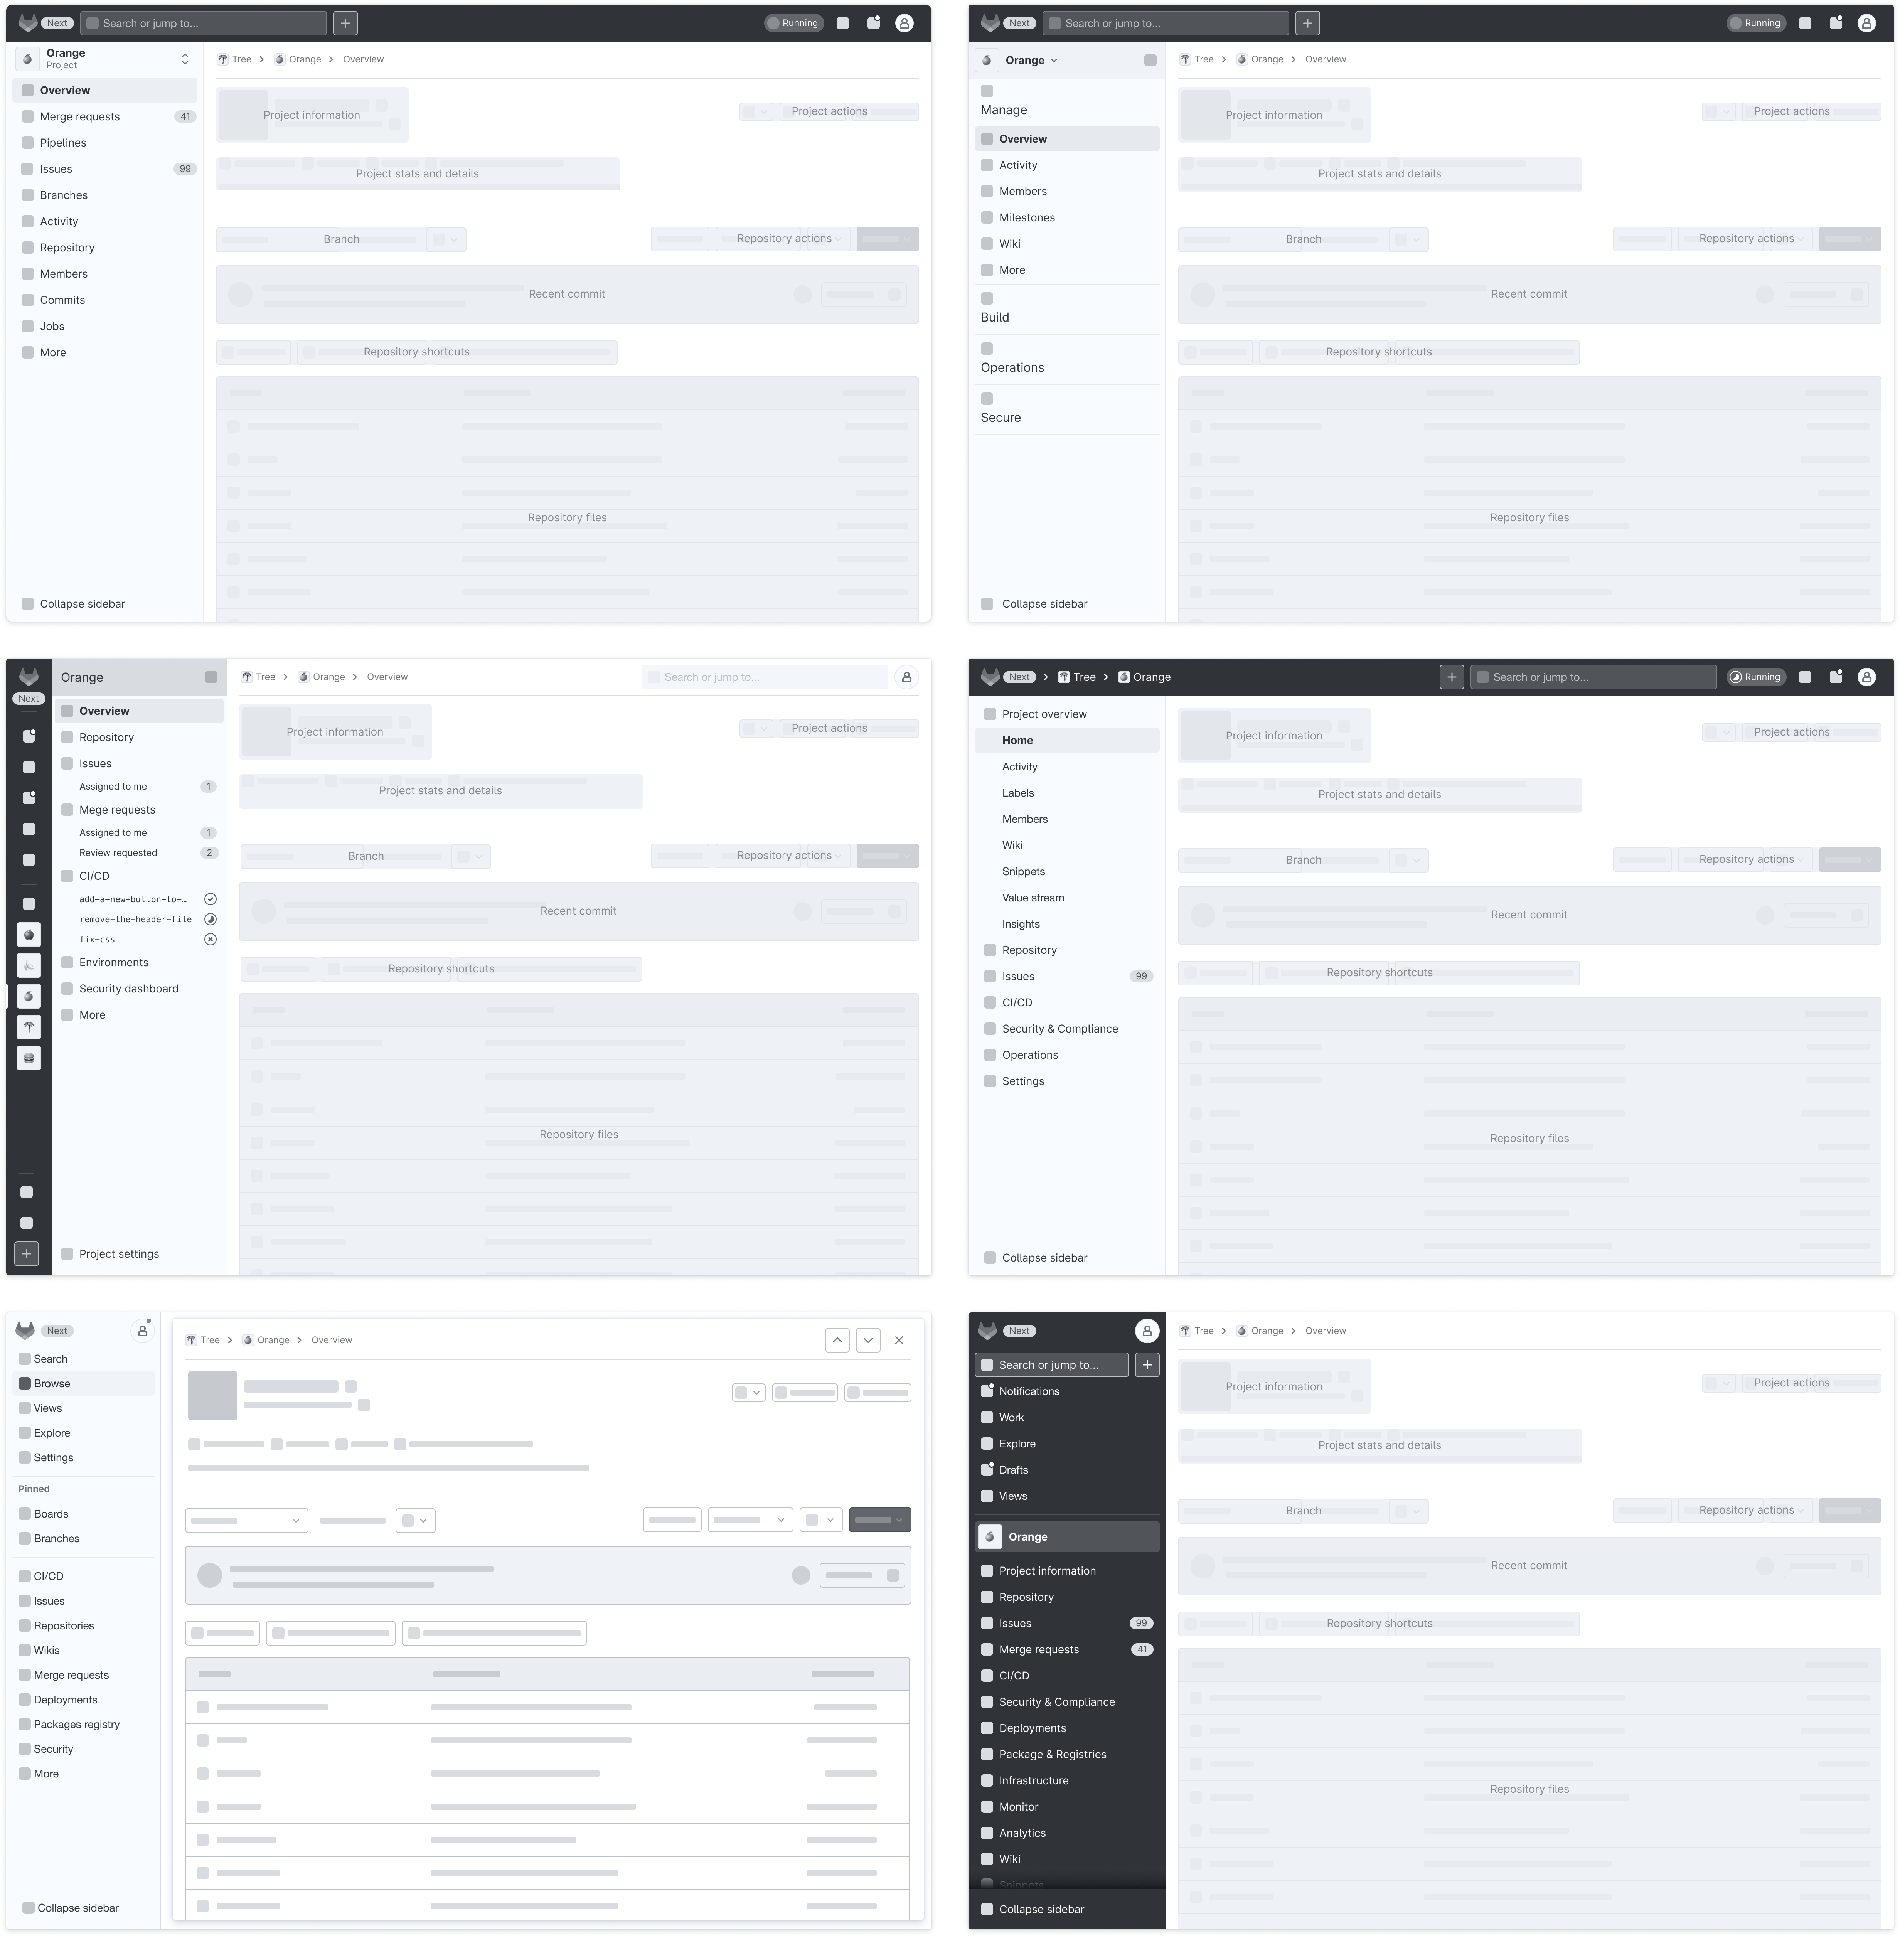 Next Search or jump to... Running
Orange
Project
Tree Orange Overview
Overview
Merge requests 41
Pipelines
Issues 99
Branches
Activity
Repository
Members
Commits
Jobs
More
Collapse sidebar
Project information
Project actions
Project stats and details
Branch
Repository actions
Recent commit
Repository shortcuts
Repository files
Next Search or jump to... Running
Orange
Tree Orange Overview
Manage
Overview
Activity
Members
Milestones
Wiki
More
Build
Operations
Secure
Collapse sidebar
Project information
Project actions
Project stats and details
Branch
Repository actions
Recent commit
Repository shortcuts
Repository files
Next
Orange
Tree Orange Overview
Search or jump to...
Overview
Repository
Issues
Assigned to me 1
Mege requests
Assigned to me 1
Review requested 2
CI/CD
add-a-new-button-to-…
remove-the-header-file
fix-css
Environments
Security dashboard
More
Project settings
Project information
Project actions
Project stats and details
Branch
Repository actions
Recent commit
Repository shortcuts
Repository files
Next Tree Orange Search or jump to... Running
Project overview
Home
Activity
Labels
Members
Wiki
Snippets
Value stream
Insights
Repository
Issues 99
CI/CD
Security & Compliance
Operations
Settings
Collapse sidebar
Project information
Project actions
Project stats and details
Branch
Repository actions
Recent commit
Repository shortcuts
Repository files
Next
Search
Browse
Views
Explore
Settings
Pinned
Boards
Branches
CI/CD
Issues
Repositories
Wikis
Merge requests
Deployments
Packages registry
Security
More
Collapse sidebar
Tree Orange Overview
Next
Search or jump to...
Notifications
Work
Explore
Drafts
Views
Orange
Project information
Repository
Issues 99
Merge requests 41
CI/CD
Security & Compliance
Deployments
Package & Registries
Infrastructure
Monitor
Analytics
Wiki
Snippets
Collapse sidebar
Tree Orange Overview
Project information
Project actions
Project stats and details
Branch
Repository actions
Recent commit
Repository shortcuts
Repository files